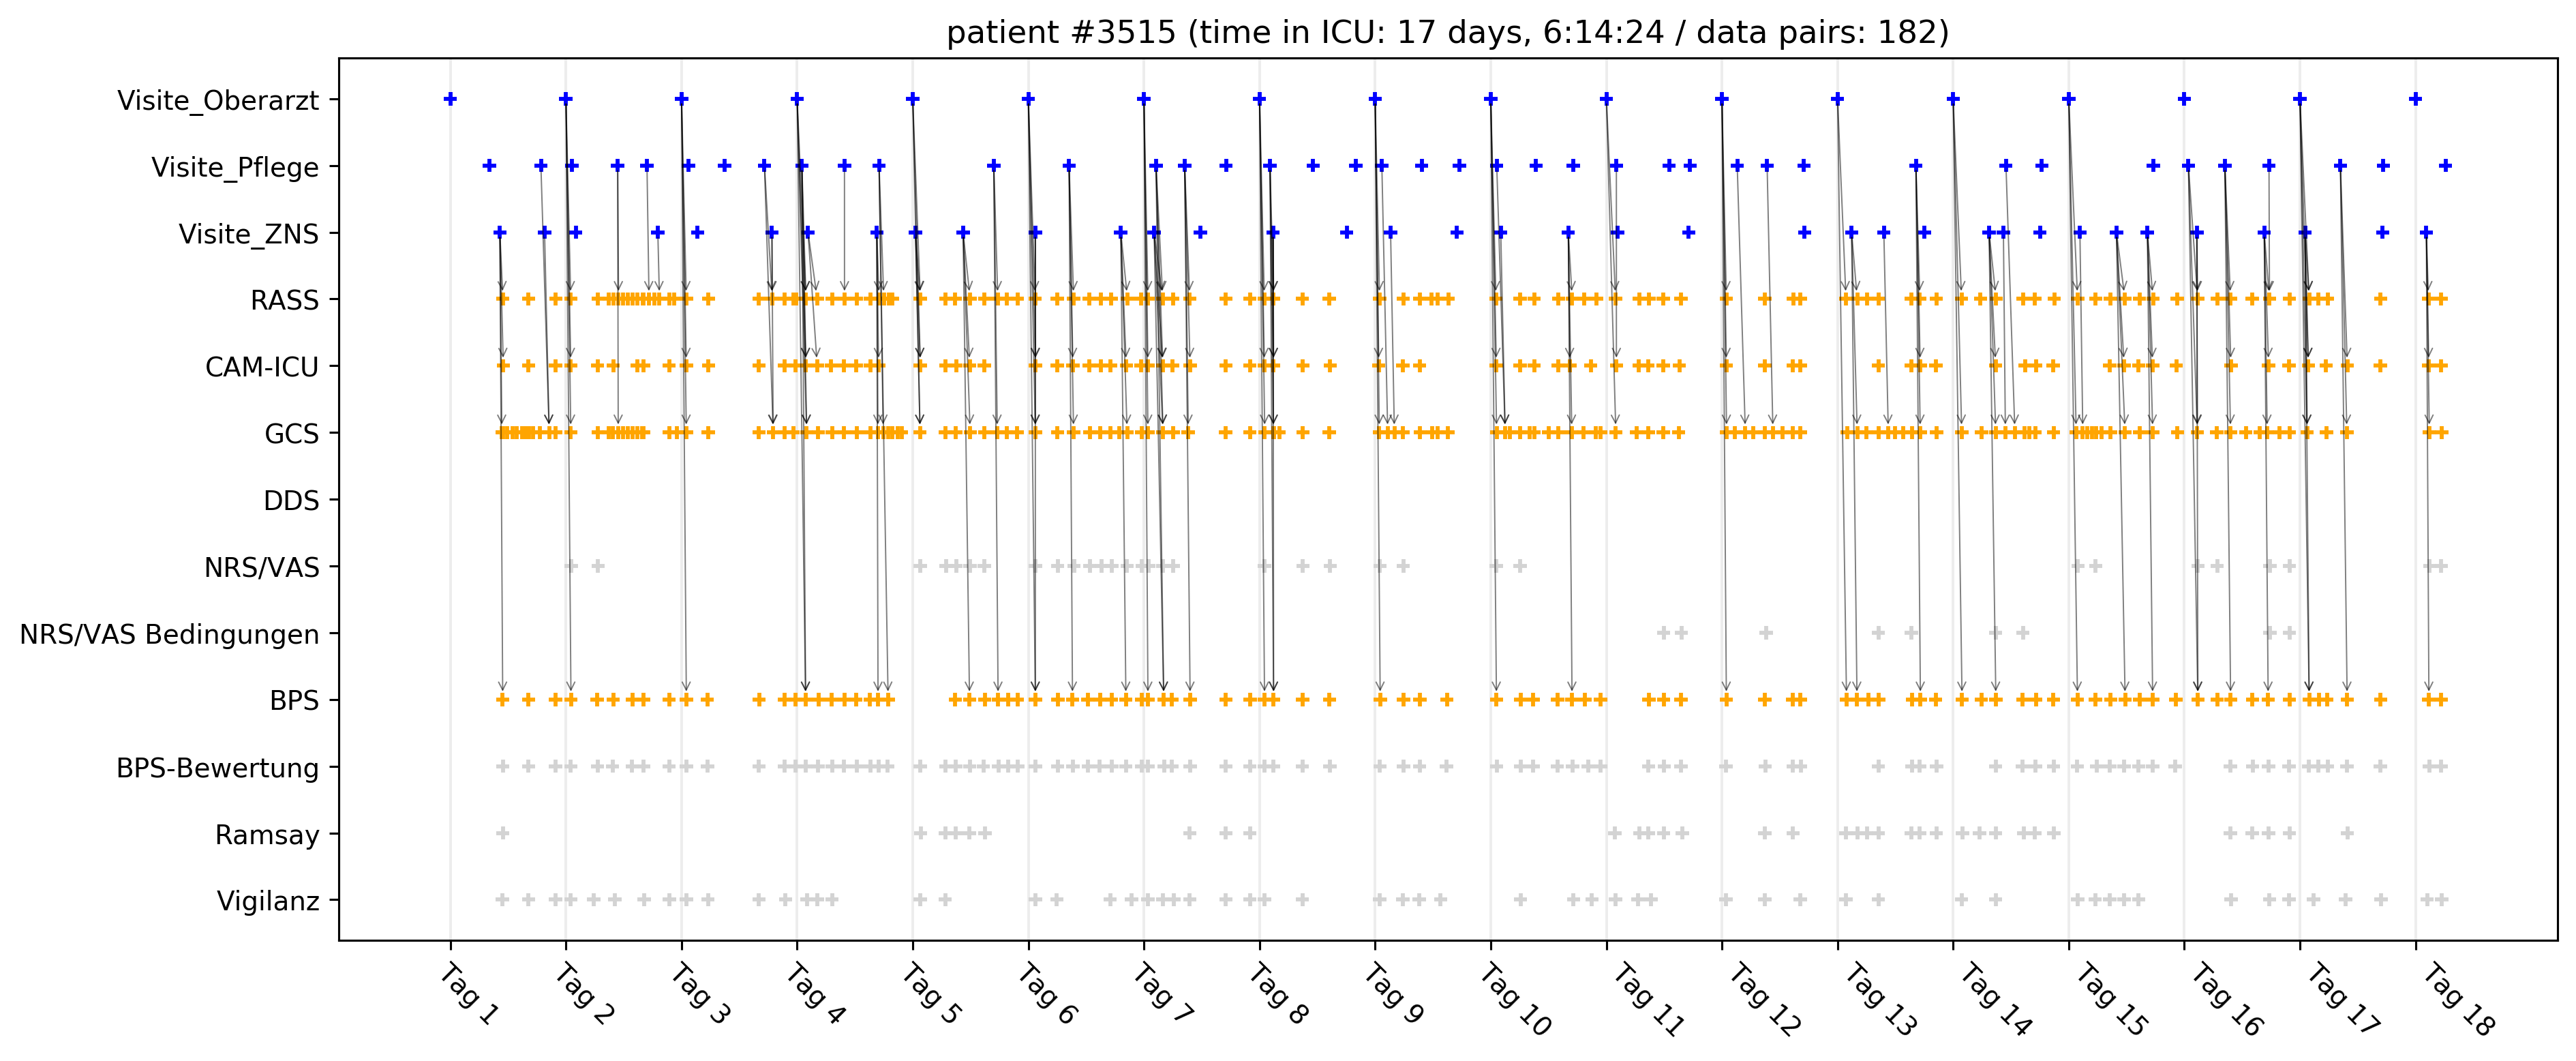 patient #3515 (time in ICU: 17 days, 6:14:24 / data pairs: 182)
Visite_Oberarzt
Visite_Pflege
Visite_ZNS
RASS
CAM-ICU
GCS
DDS
NRS/VAS
NRS/VAS Bedingungen
BPS
BPS-Bewertung
Ramsay
Vigilanz
Tag 1
Tag 2
Tag 3
Tag 4
Tag 5
Tag 6
Tag 7
Tag 8
Tag 9
Tag 10
Tag 11
Tag 12
Tag 13
Tag 14
Tag 15
Tag 16
Tag 17
Tag 18